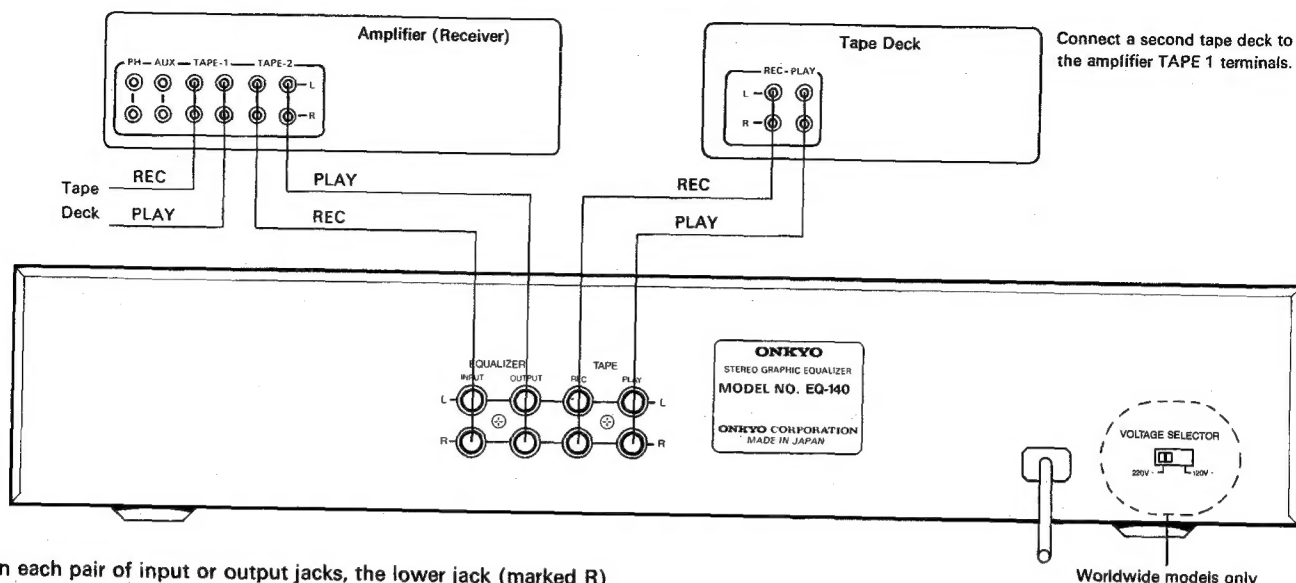 Amplifier (Receiver)
PH AUX TAPE-1 TAPE-2
L
R
Tape Deck
REC - PLAY
L
R
Connect a second tape deck to
the amplifier TAPE 1 terminals.
Tape
Deck
REC
PLAY
PLAY
REC
REC
PLAY
EQUALIZER TAPE
INPUT OUTPUT REC PLAY
L L
R R
ONKYO
STEREO GRAPHIC EQUALIZER
MODEL NO. EQ-140
ONKYO CORPORATION
MADE IN JAPAN
VOLTAGE SELECTOR
220V 120V
n each pair of input or output jacks, the lower jack (marked R)
Worldwide models only